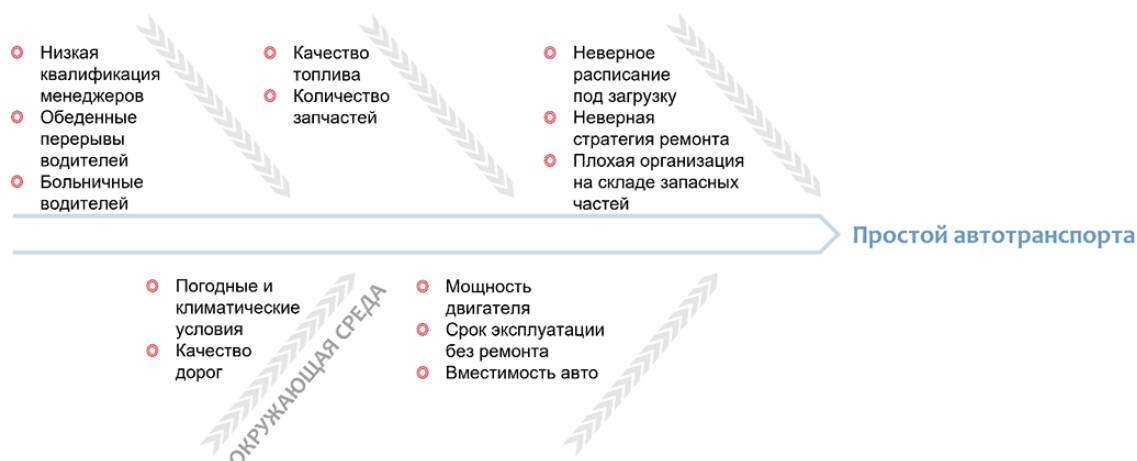 Низкая
квалификация
менеджеров
Обеденные
перерывы
водителей
Больничные
водителей
Качество
топлива
Количество
запчастей
Неверное
расписание
под загрузку
Неверная
стратегия ремонта
Плохая организация
на складе запасных
частей
Простой автотранспорта
Погодные и
климатические
условия
Качество
дорог
ОКРУЖАЮЩАЯ СРЕДА
Мощность
двигателя
Срок эксплуатации
без ремонта
Вместимость авто